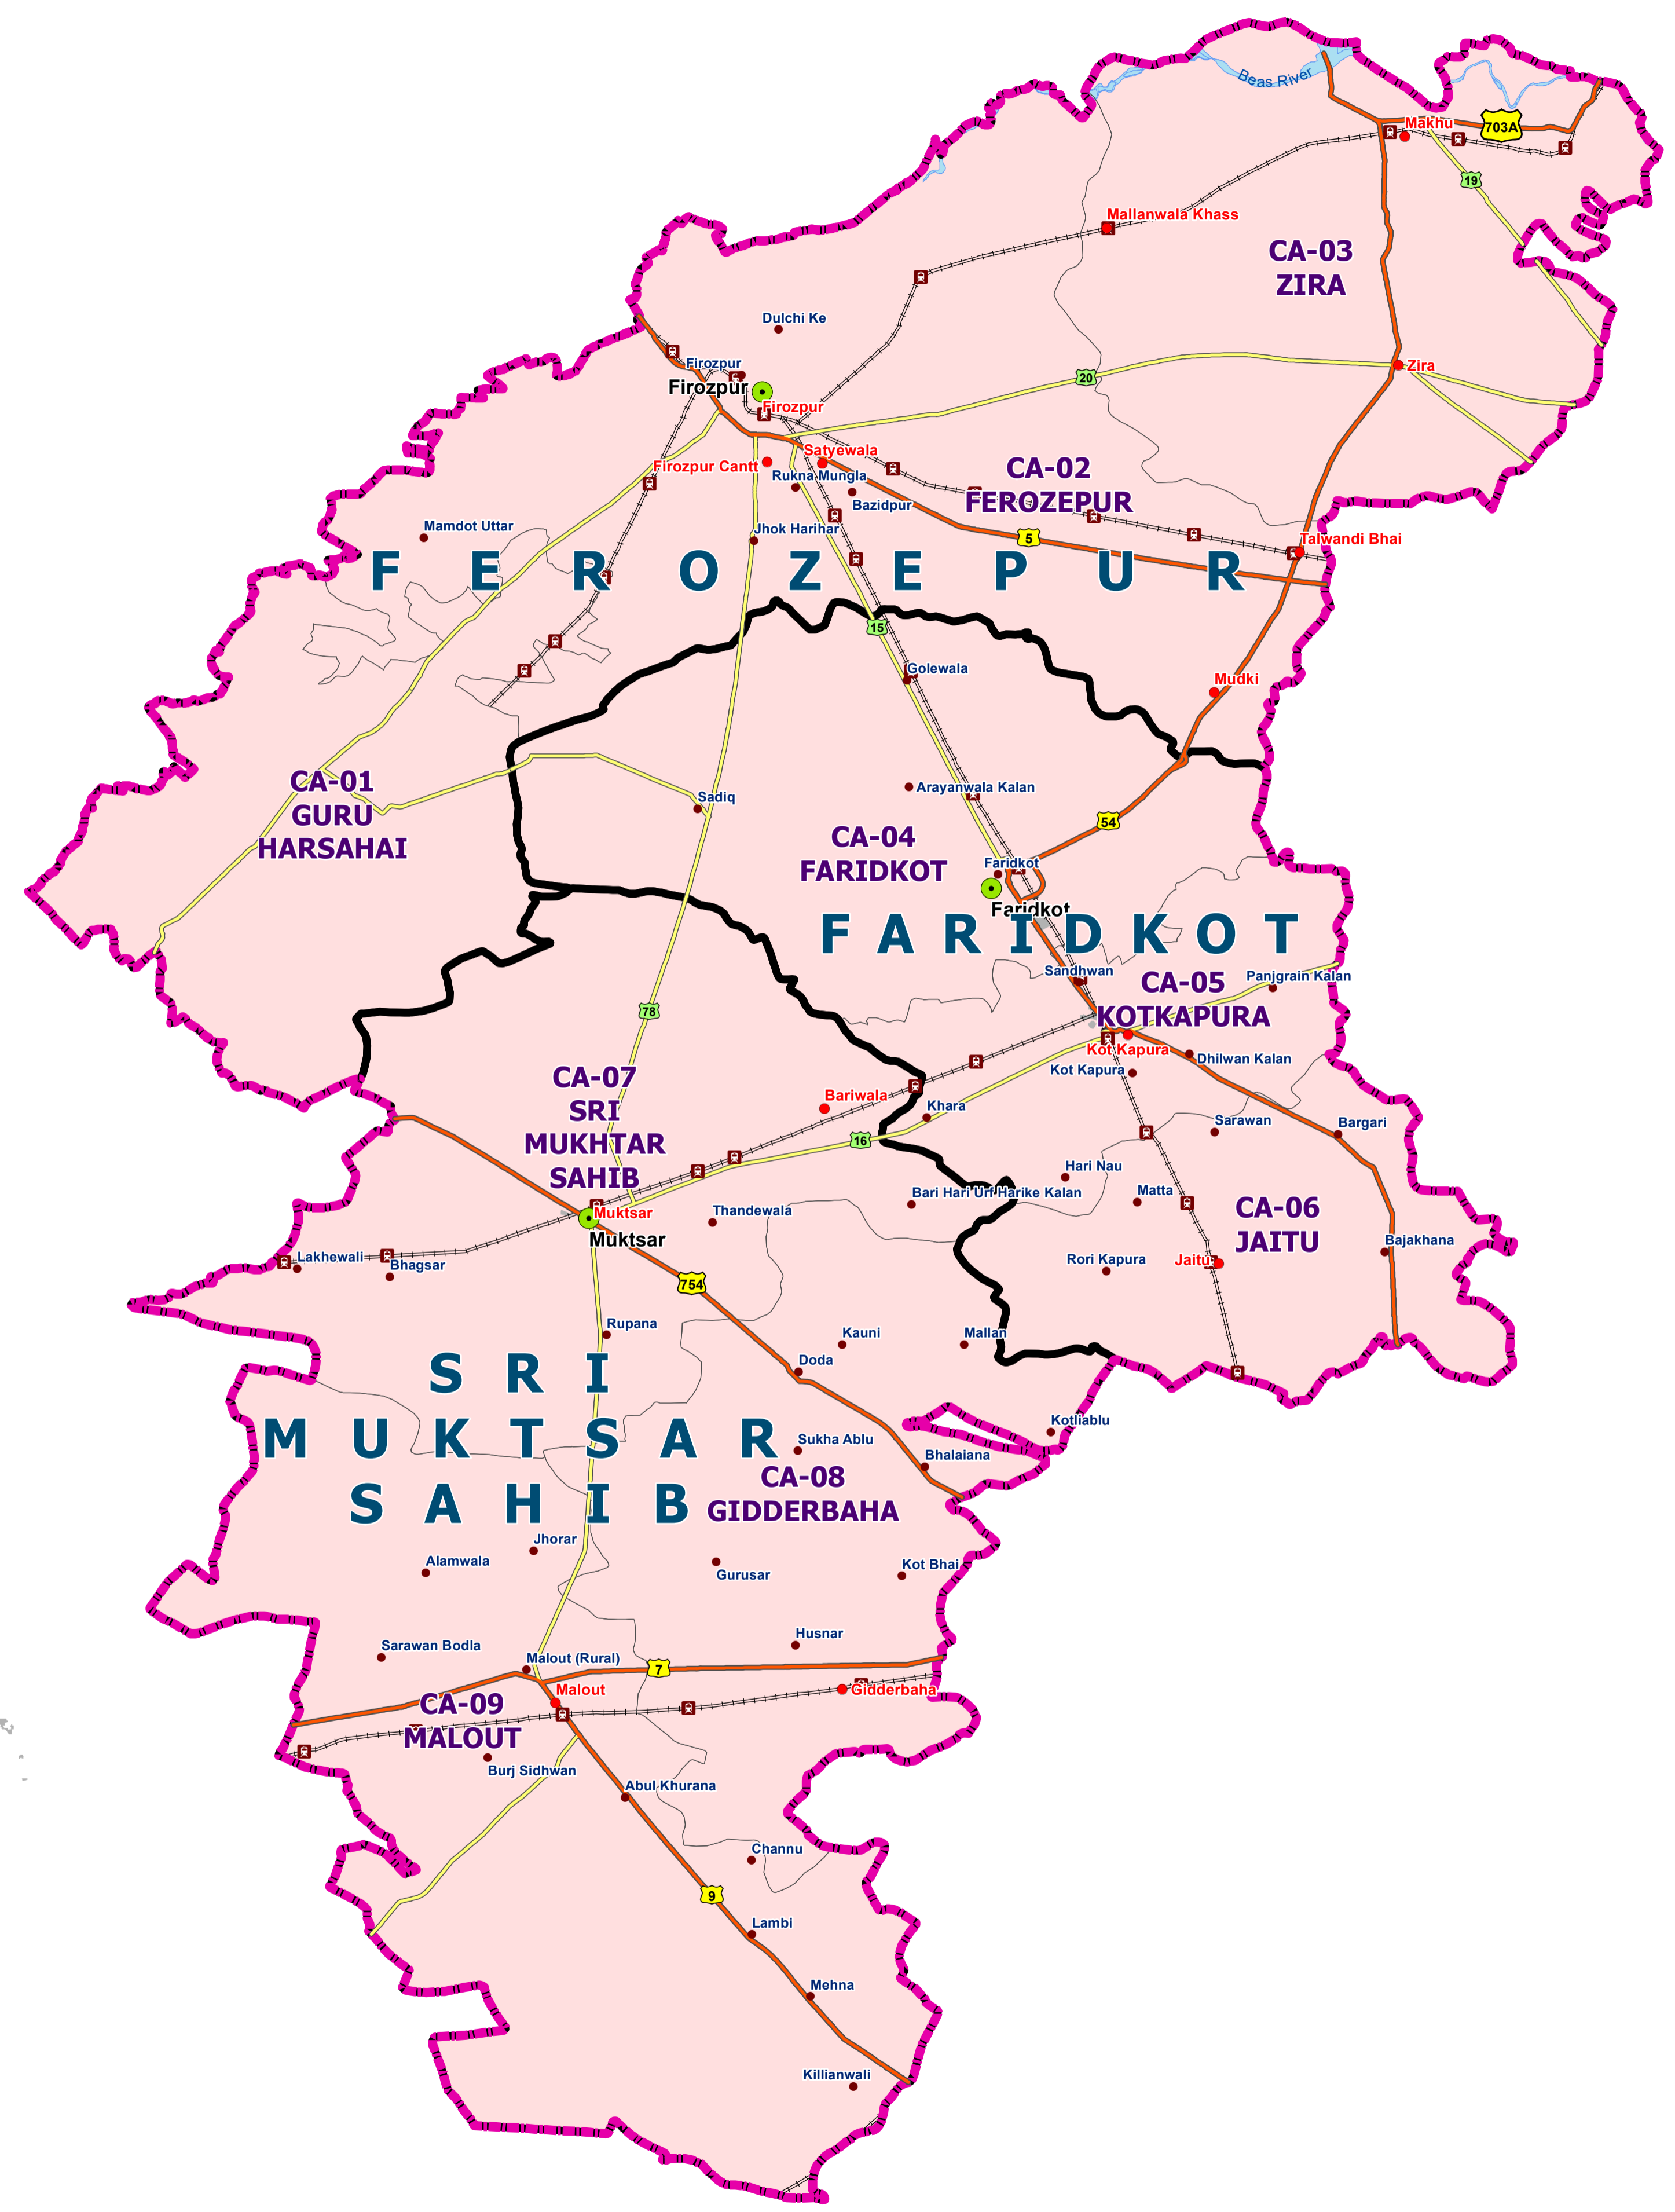 Beas River
Makhu
703A
19
Mallanwala Khass
CA-03
ZIRA
Dulchi Ke
Firozpur
Firozpur
Firozpur
20
Zira
Satyewala
Firozpur Cantt
Rukna Mungla
CA-02
FEROZEPUR
Bazidpur
Mamdot Uttar
Jhok Harihar
5
Talwandi Bhai
F E R O Z E P U R
15
Golewala
Mudki
CA-01
GURU
HARSAHAI
Sadiq
Arayanwala Kalan
54
CA-04
FARIDKOT
Faridkot
Faridkot
F A R I D K O T
Sandhwan
CA-05
KOTKAPURA
Panjgrain Kalan
78
Kot Kapura
Dhilwan Kalan
Kot Kapura
CA-07
SRI
MUKHTAR
SAHIB
Bariwala
Khara
16
Sarawan
Bargari
Hari Nau
Bari Hari Urf Harike Kalan
Matta
CA-06
JAITU
Muktsar
Muktsar
Thandewala
Bajakhana
Lakhewali
Bhagsar
Rori Kapura
Jaitu
754
Rupana
Kauni
Mallan
Doda
S R I
M U K T S A R
S A H I B
Kotliablu
Sukha Ablu
Bhalaiana
CA-08
GIDDERBAHA
Jhorar
Alamwala
Gurusar
Kot Bhai
Sarawan Bodla
Husnar
Malout (Rural)
7
Malout
Gidderbaha
CA-09
MALOUT
Burj Sidhwan
Abul Khurana
Channu
9
Lambi
Mehna
Killianwali